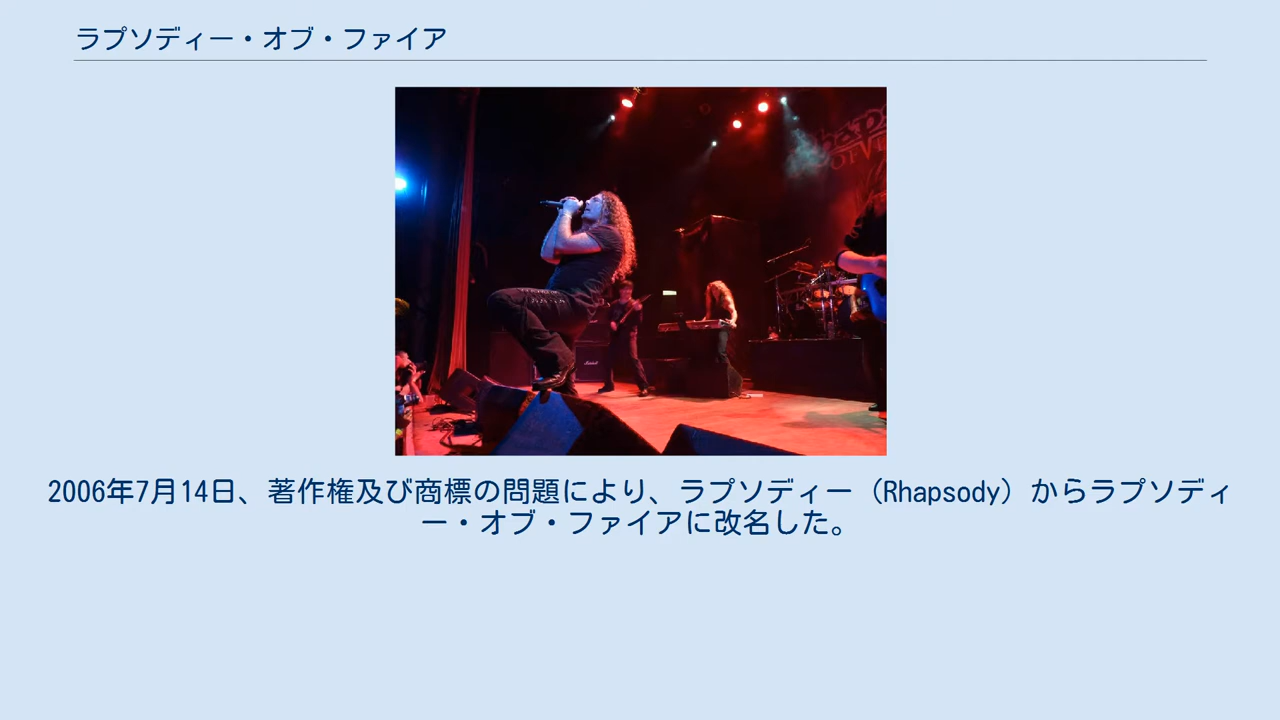 ラプソディー・オブ・ファイア
Rhaps
OF
2006年7月14日、著作権及び商標の問題により、ラプソディー（Rhapsody）からラプソディ
ー・オブ・ファイアに改名した。